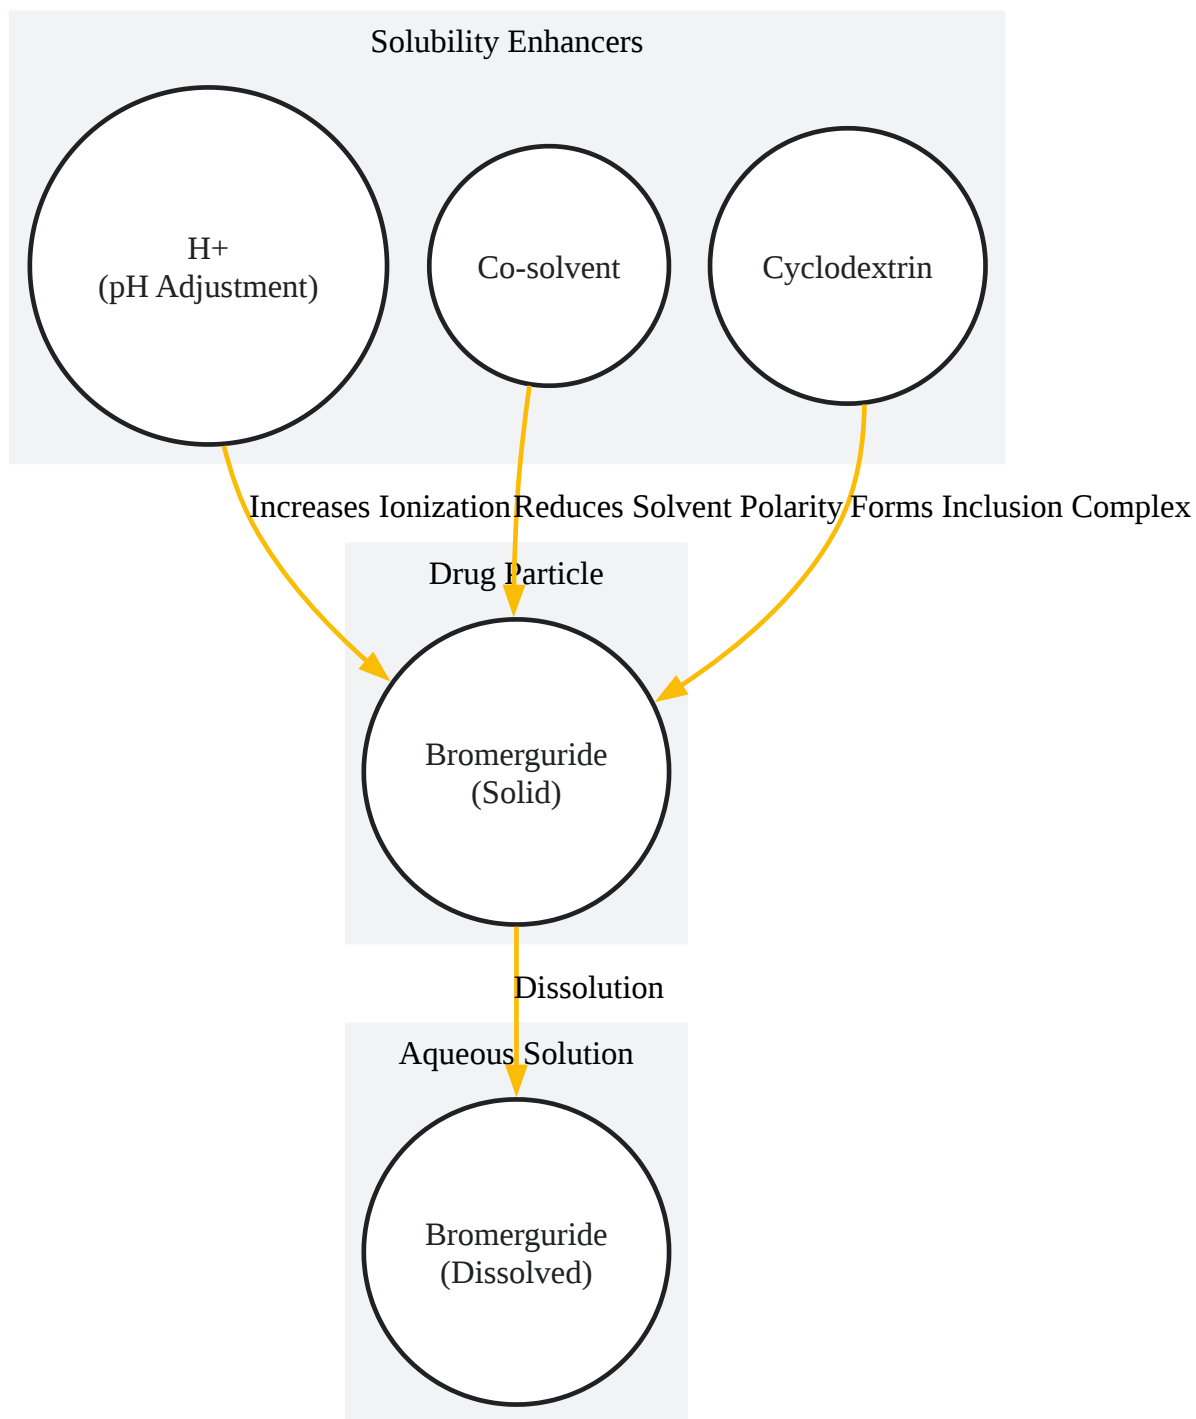 Solubility Enhancers
H+
(pH Adjustment)
Co-solvent
Cyclodextrin
Increases Ionization
Reduces Solvent Polarity
Forms Inclusion Complex
Drug Particle
Bromerguride
(Solid)
Dissolution
Aqueous Solution
Bromerguride
(Dissolved)